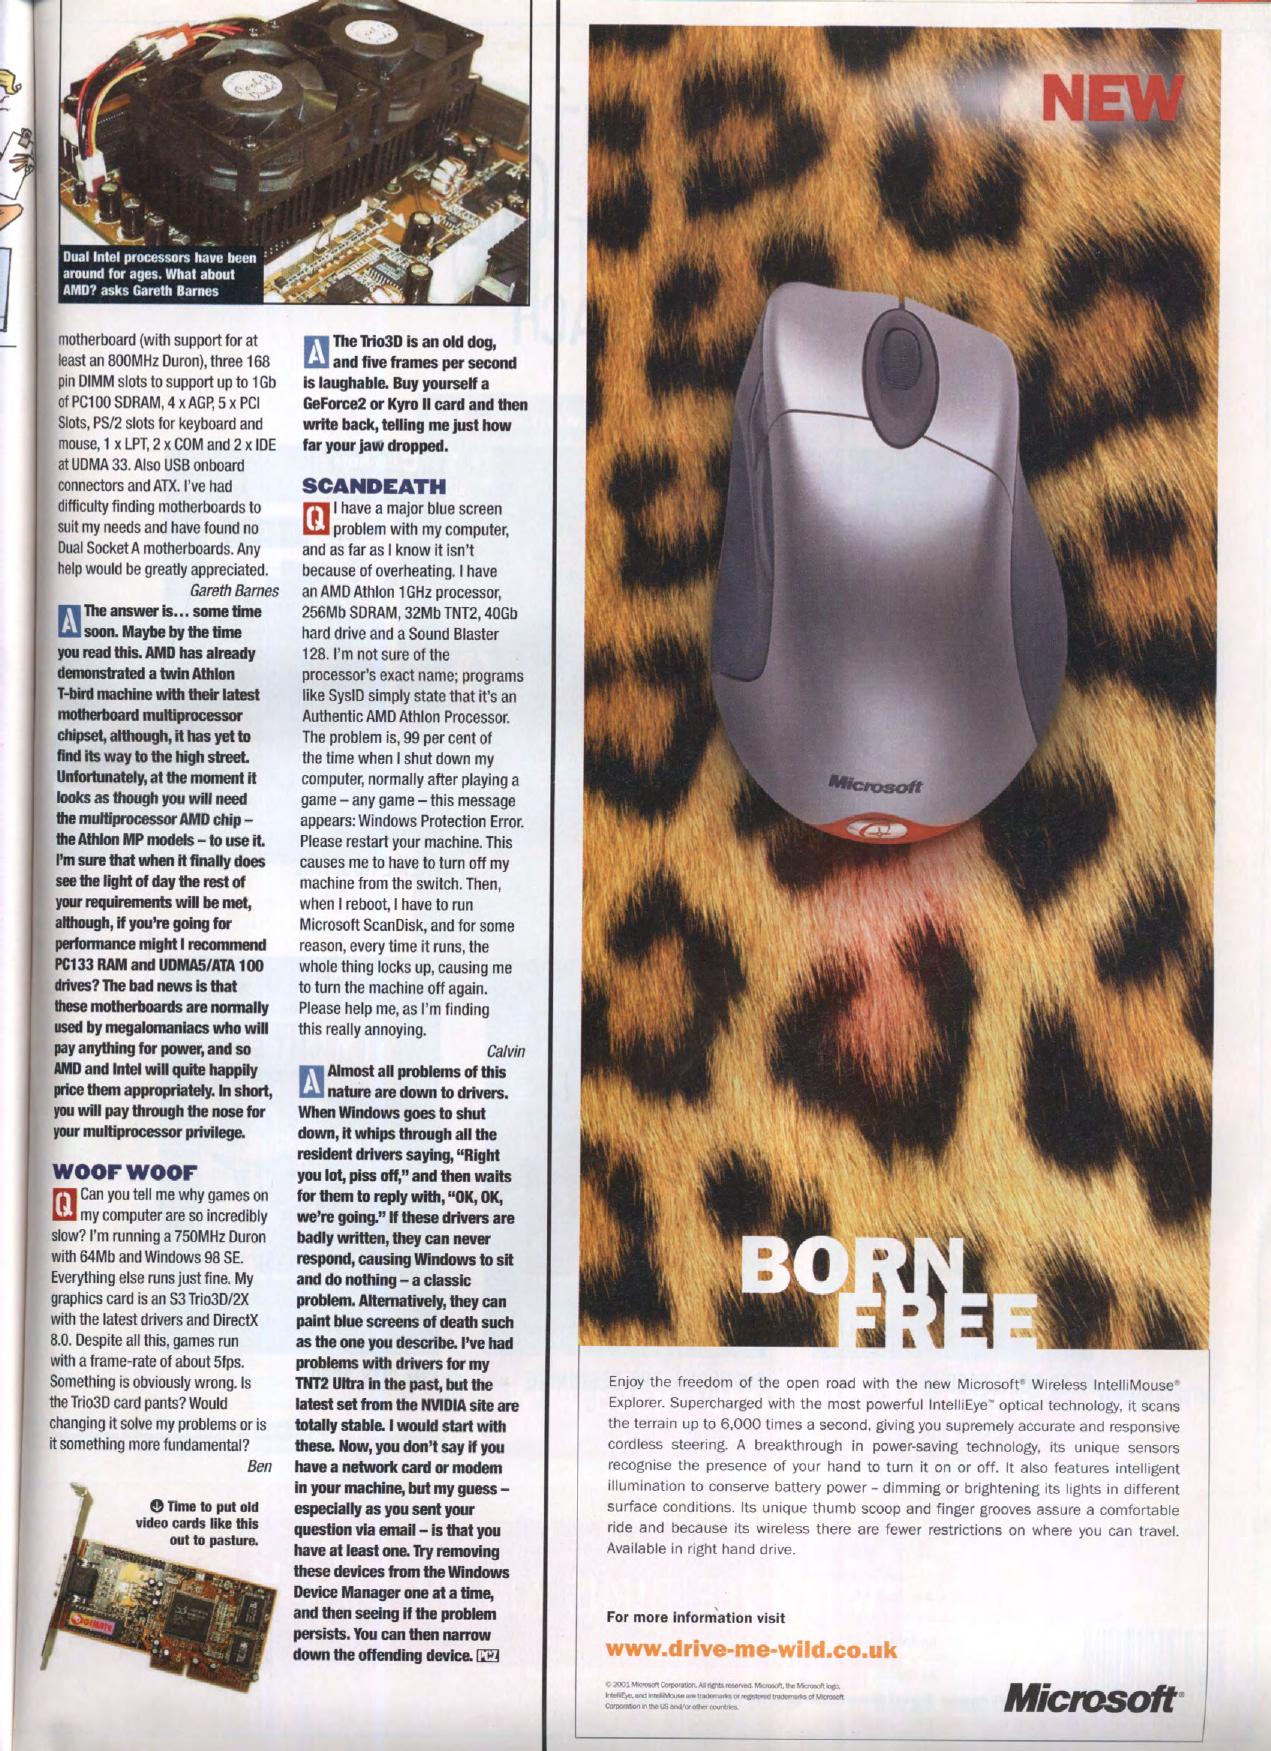 Dual Intel processors have been
around for ages. What about
AMD? asks Gareth Barnes
motherboard (with support for at
least an 800MHz Duron), three 168
pin DIMM slots to support up to 1Gb
of PC100 SDRAM, 4 x AGP, 5 x PCI
Slots, PS/2 slots for keyboard and
mouse, 1 x LPT, 2 x COM and 2 x IDE
at UDMA 33. Also USB onboard
connectors and ATX. I've had
difficulty finding motherboards to
suit my needs and have found no
Dual Socket A motherboards. Any
help would be greatly appreciated.
Gareth Barnes
A The answer is... some time
soon. Maybe by the time
you read this. AMD has already
demonstrated a twin Athlon
T-bird machine with their latest
motherboard multiprocessor
chipset, although, it has yet to
find its way to the high street.
Unfortunately, at the moment it
looks as though you will need
the multiprocessor AMD chip –
the Athlon MP models – to use it.
I'm sure that when it finally does
see the light of day the rest of
your requirements will be met,
although, if you're going for
performance might I recommend
PC133 RAM and UDMA5/ATA 100
drives? The bad news is that
these motherboards are normally
used by megalomaniacs who will
pay anything for power, and so
AMD and Intel will quite happily
price them appropriately. In short,
you will pay through the nose for
your multiprocessor privilege.
WOOF WOOF
Q Can you tell me why games on
my computer are so incredibly
slow? I'm running a 750MHz Duron
with 64Mb and Windows 98 SE.
Everything else runs just fine. My
graphics card is an S3 Trio3D/2X
with the latest drivers and DirectX
8.0. Despite all this, games run
with a frame-rate of about 5fps.
Something is obviously wrong. Is
the Trio3D card pants? Would
changing it solve my problems or is
it something more fundamental?
Ben
Time to put old
video cards like this
out to pasture.
A The Trio3D is an old dog,
and five frames per second
is laughable. Buy yourself a
GeForce2 or Kyro II card and then
write back, telling me just how
far your jaw dropped.
SCANDEATH
Q I have a major blue screen
problem with my computer,
and as far as I know it isn't
because of overheating. I have
an AMD Athlon 1GHz processor,
256Mb SDRAM, 32Mb TNT2, 40Gb
hard drive and a Sound Blaster
128. I'm not sure of the
processor's exact name; programs
like SysID simply state that it's an
Authentic AMD Athlon Processor.
The problem is, 99 per cent of
the time when I shut down my
computer, normally after playing a
game – any game – this message
appears: Windows Protection Error.
Please restart your machine. This
causes me to have to turn off my
machine from the switch. Then,
when I reboot, I have to run
Microsoft ScanDisk, and for some
reason, every time it runs, the
whole thing locks up, causing me
to turn the machine off again.
Please help me, as I'm finding
this really annoying.
Calvin
A Almost all problems of this
nature are down to drivers.
When Windows goes to shut
down, it whips through all the
resident drivers saying, "Right
you lot, piss off," and then waits
for them to reply with, "OK, OK,
we're going." If these drivers are
badly written, they can never
respond, causing Windows to sit
and do nothing – a classic
problem. Alternatively, they can
paint blue screens of death such
as the one you describe. I've had
problems with drivers for my
TNT2 Ultra in the past, but the
latest set from the NVIDIA site are
totally stable. I would start with
these. Now, you don't say if you
have a network card or modem
in your machine, but my guess –
especially as you sent your
question via email – is that you
have at least one. Try removing
these devices from the Windows
Device Manager one at a time,
and then seeing if the problem
persists. You can then narrow
down the offending device. PCZ
NEW
Microsoft
BORN
FREE
Enjoy the freedom of the open road with the new Microsoft® Wireless IntelliMouse®
Explorer. Supercharged with the most powerful IntelliEye™ optical technology, it scans
the terrain up to 6,000 times a second, giving you supremely accurate and responsive
cordless steering. A breakthrough in power-saving technology, its unique sensors
recognise the presence of your hand to turn it on or off. It also features intelligent
illumination to conserve battery power – dimming or brightening its lights in different
surface conditions. Its unique thumb scoop and finger grooves assure a comfortable
ride and because its wireless there are fewer restrictions on where you can travel.
Available in right hand drive.
For more information visit
www.drive-me-wild.co.uk
© 2001 Microsoft Corporation. All rights reserved. Microsoft, the Microsoft logo,
IntelliEye, and IntelliMouse are trademarks or registered trademarks of Microsoft
Corporation in the US and/or other countries.
Microsoft®